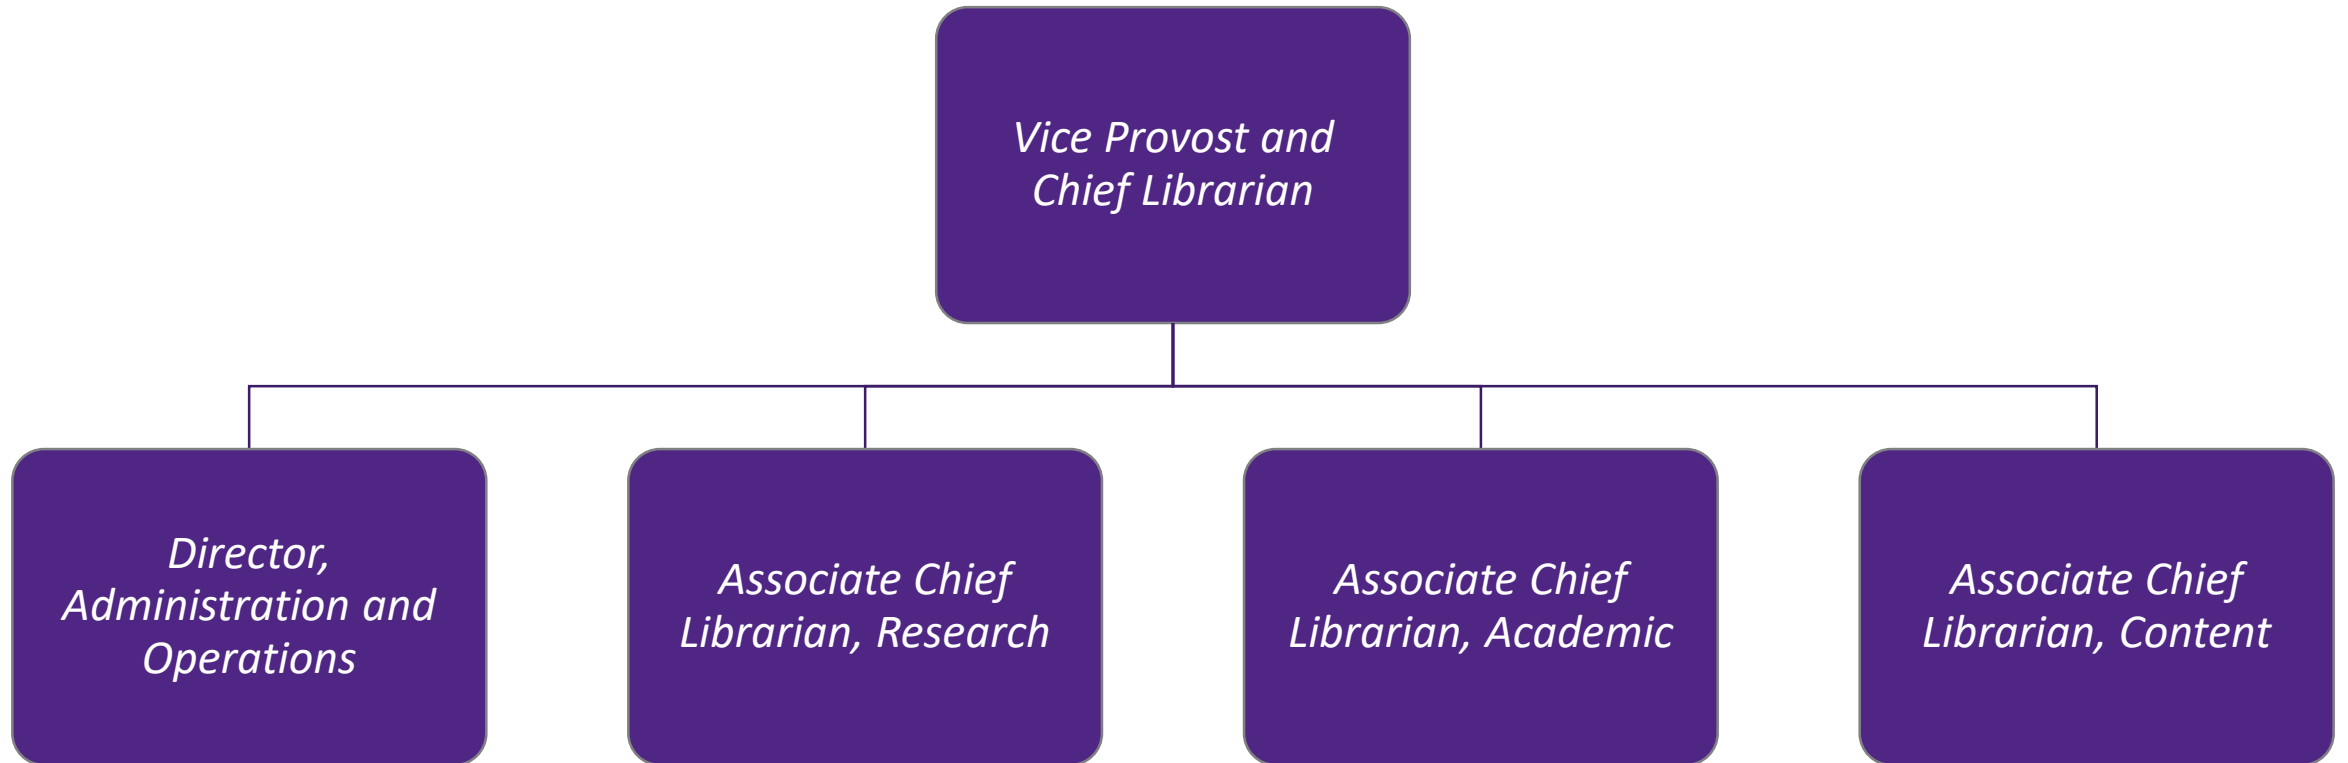 Vice Provost and
Chief Librarian
Director,
Administration and
Operations
Associate Chief
Librarian, Research
Associate Chief
Librarian, Academic
Associate Chief
Librarian, Content